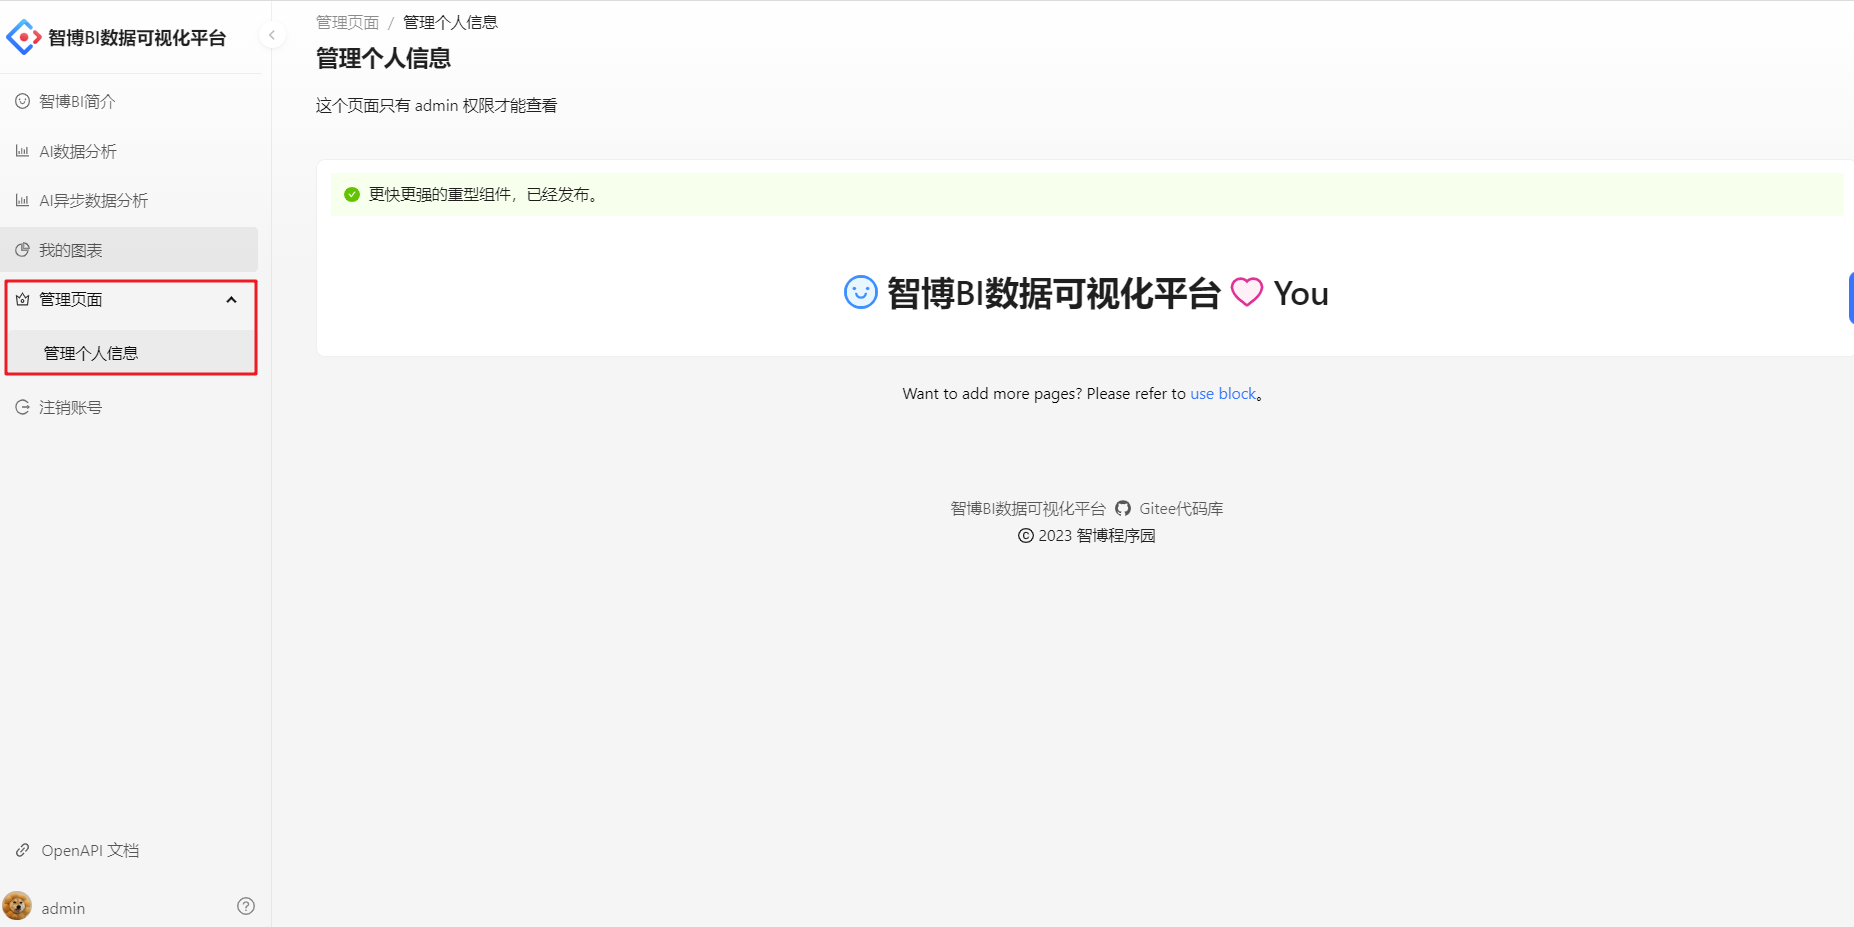 智博BI数据可视化平台
智博BI简介
AI数据分析
AI异步数据分析
我的图表
管理页面
管理个人信息
注销账号
OpenAPI 文档
admin
管理页面 / 管理个人信息
管理个人信息
这个页面只有 admin 权限才能查看
更快更强的重型组件，已经发布。
智博BI数据可视化平台 You
Want to add more pages? Please refer to use block。
智博BI数据可视化平台 Gitee代码库
© 2023 智博程序园